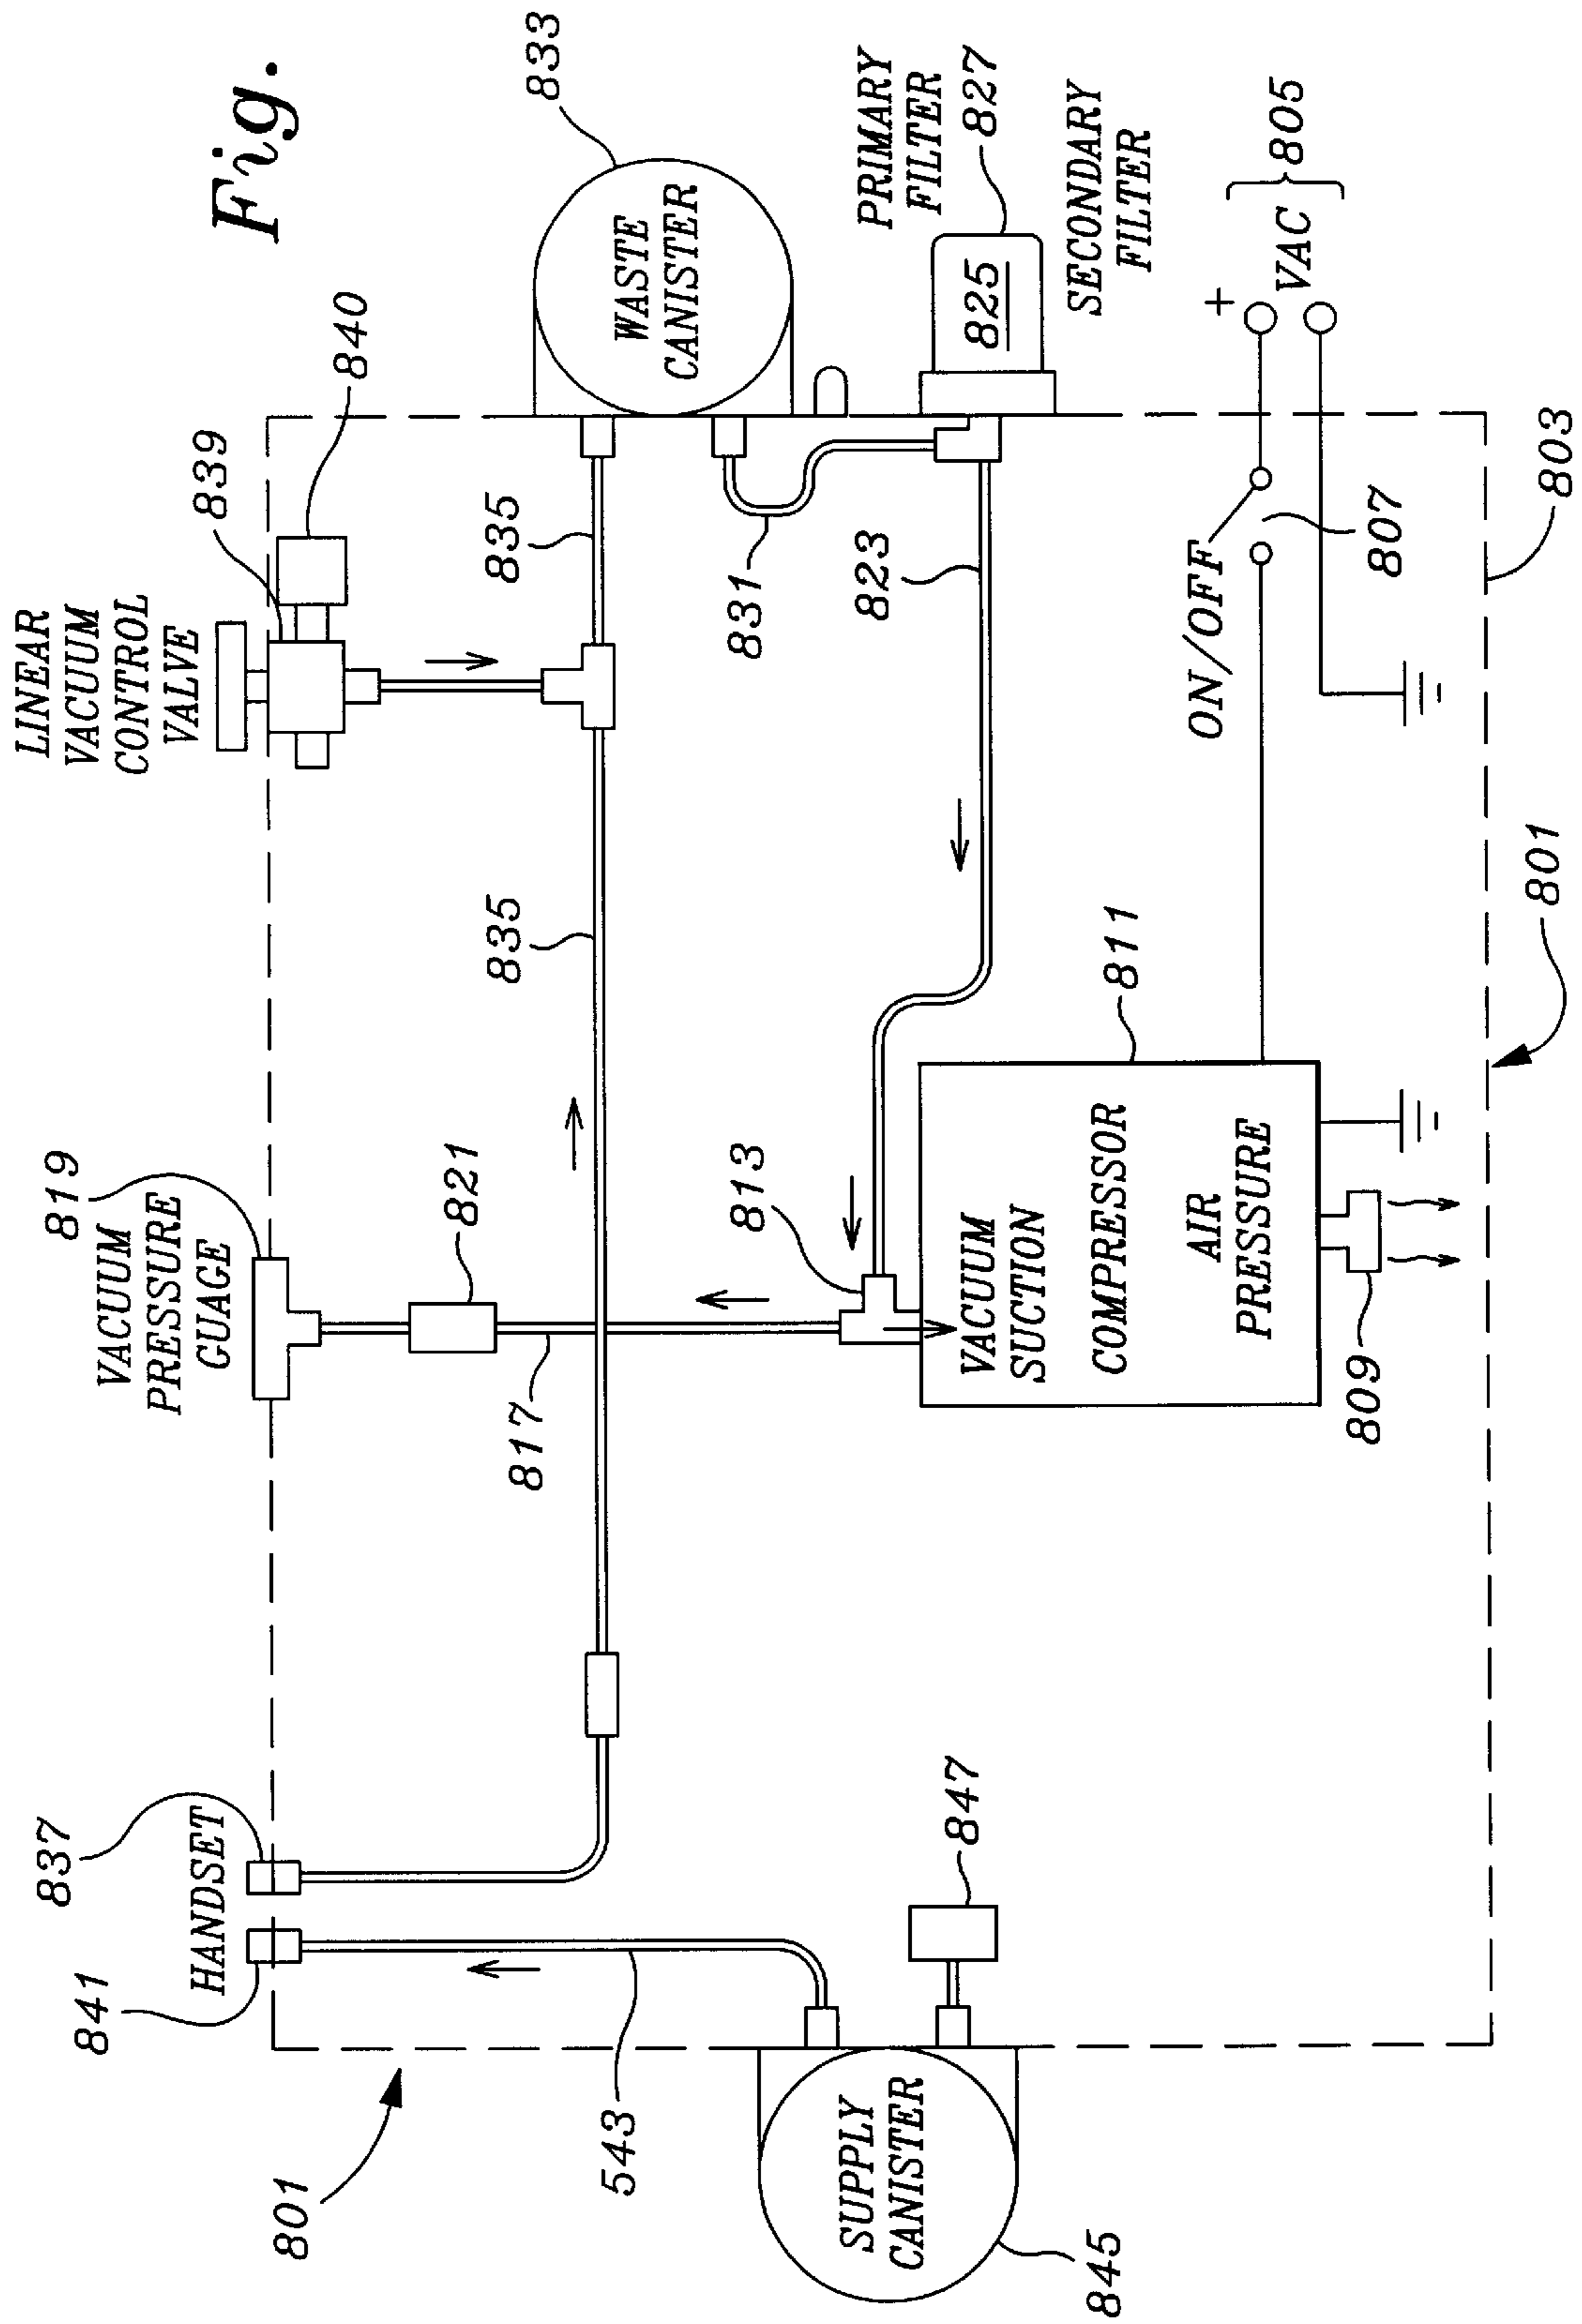 Fig.
LINEAR
VACUUM
CONTROL
VALVE
839
840
819
VACUUM
PRESSURE
GUAGE
821
817
837
HANDSET
841
801
543
835
835
833
WASTE
CANISTER
831
823
PRIMARY
FILTER
827
825
SECONDARY
FILTER
813
811
VACUUM
SUCTION
COMPRESSOR
AIR
PRESSURE
809
847
SUPPLY
CANISTER
845
ON/OFF
807
+
VAC
805
803
801